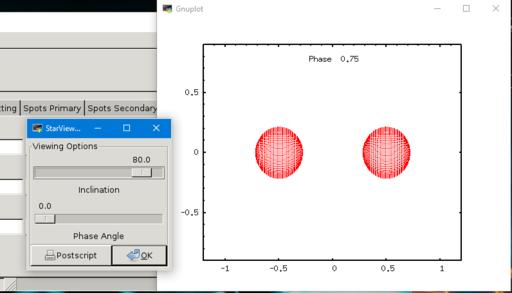 Gnuplot
Phase 0.75
0.5
0
-0.5
-1
-0.5
0
0.5
1
Spots Primary
Spots Secondary
StarView...
Viewing Options
80.0
Inclination
0.0
Phase Angle
Postscript
OK